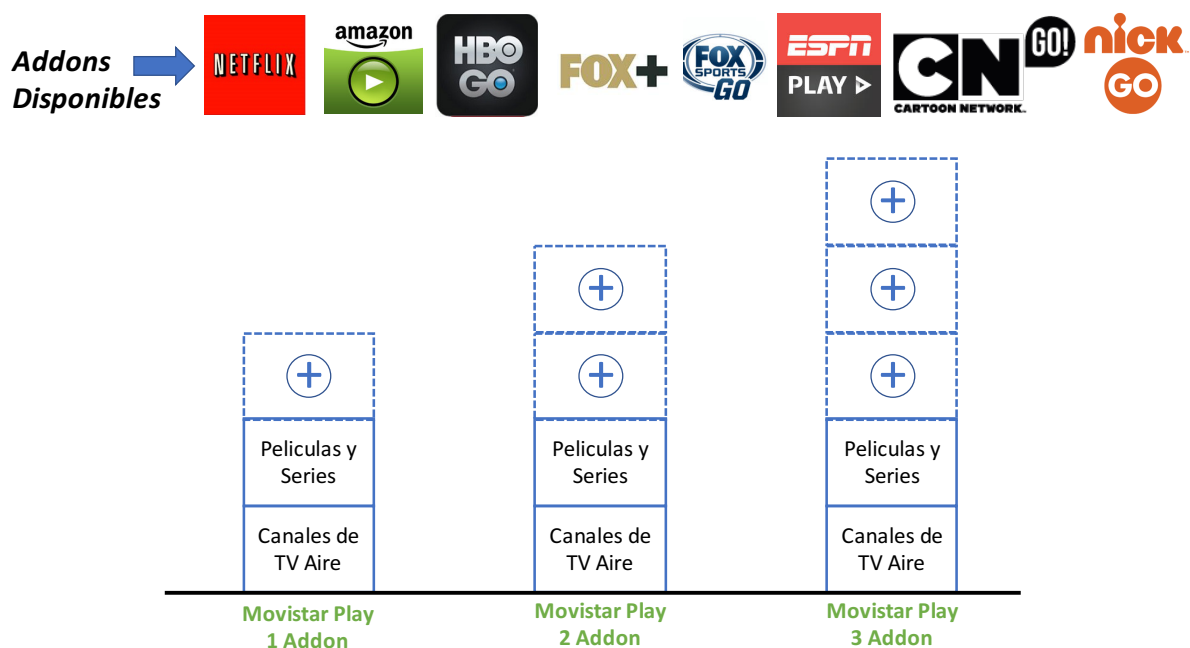 Addons
Disponibles
NETFLIX
amazon
HBO
GO
FOX+
FOX
SPORTS
GO
ESPN
PLAY
CN
CARTOON NETWORK™
GO!
nick™
GO
Peliculas y
Series
Canales de
TV Aire
Movistar Play
1 Addon
Peliculas y
Series
Canales de
TV Aire
Movistar Play
2 Addon
Peliculas y
Series
Canales de
TV Aire
Movistar Play
3 Addon